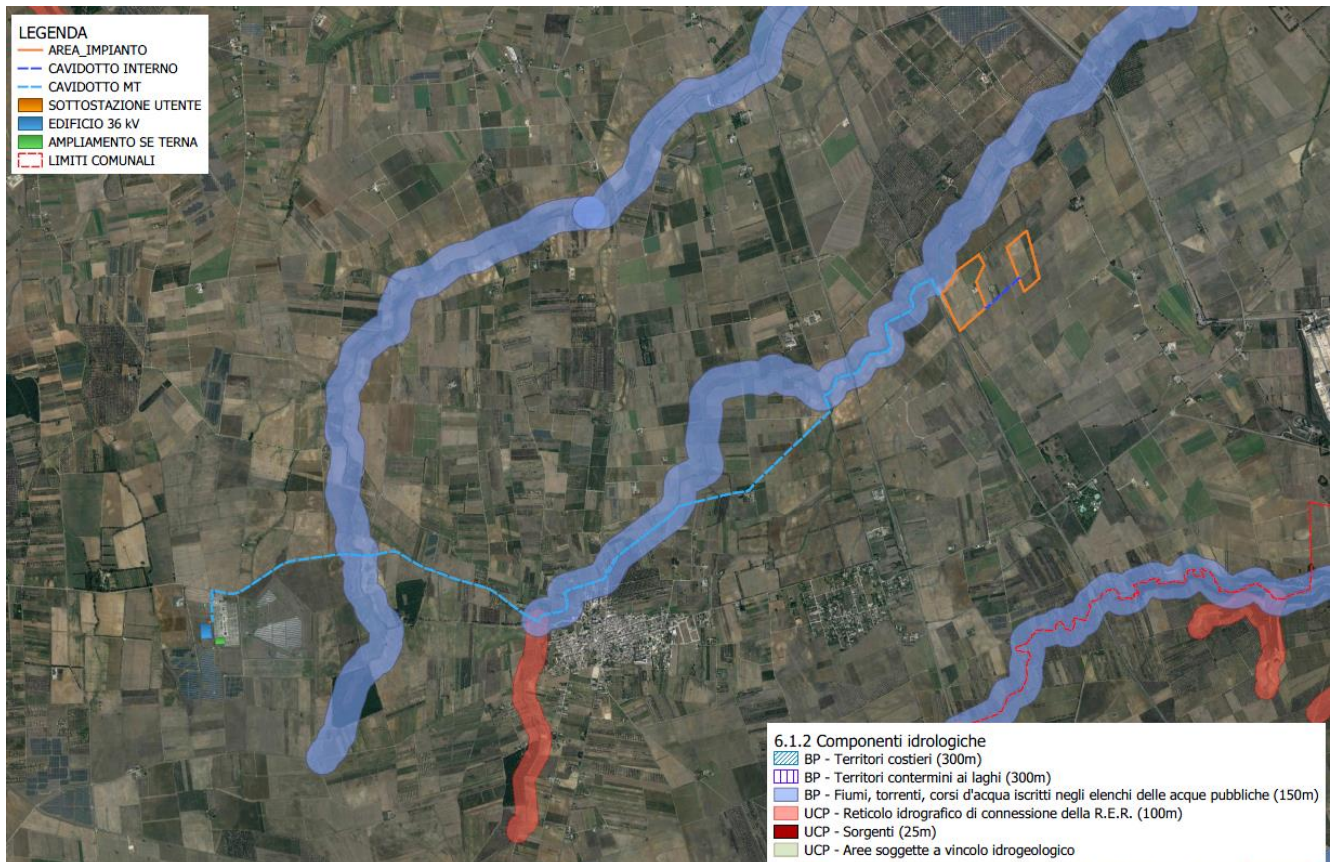 LEGENDA
AREA_IMPIANTO
CAVIDOTTO INTERNO
CAVIDOTTO MT
SOTTOSTAZIONE UTENTE
EDIFICIO 36 kV
AMPLIAMENTO SE TERNA
LIMITI COMUNALI
6.1.2 Componenti idrologiche
BP - Territori costieri (300m)
BP - Territori contermini ai laghi (300m)
BP - Fiumi, torrenti, corsi d'acqua iscritti negli elenchi delle acque pubbliche (150m)
UCP - Reticolo idrografico di connessione della R.E.R. (100m)
UCP - Sorgenti (25m)
UCP - Aree soggette a vincolo idrogeologico